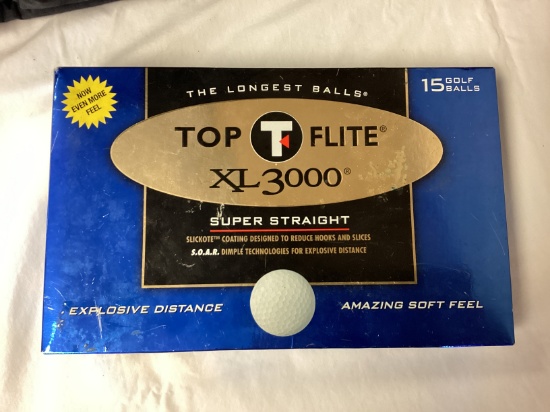 THE LONGEST BALLS®
15 GOLF BALLS
NOW
EVEN MORE
FEEL
TOP T FLITE®
XL3000®
SUPER STRAIGHT
SLICKOTE™ COATING DESIGNED TO REDUCE HOOKS AND SLICES
S.O.A.R. DIMPLE TECHNOLOGIES FOR EXPLOSIVE DISTANCE
EXPLOSIVE DISTANCE
AMAZING SOFT FEEL